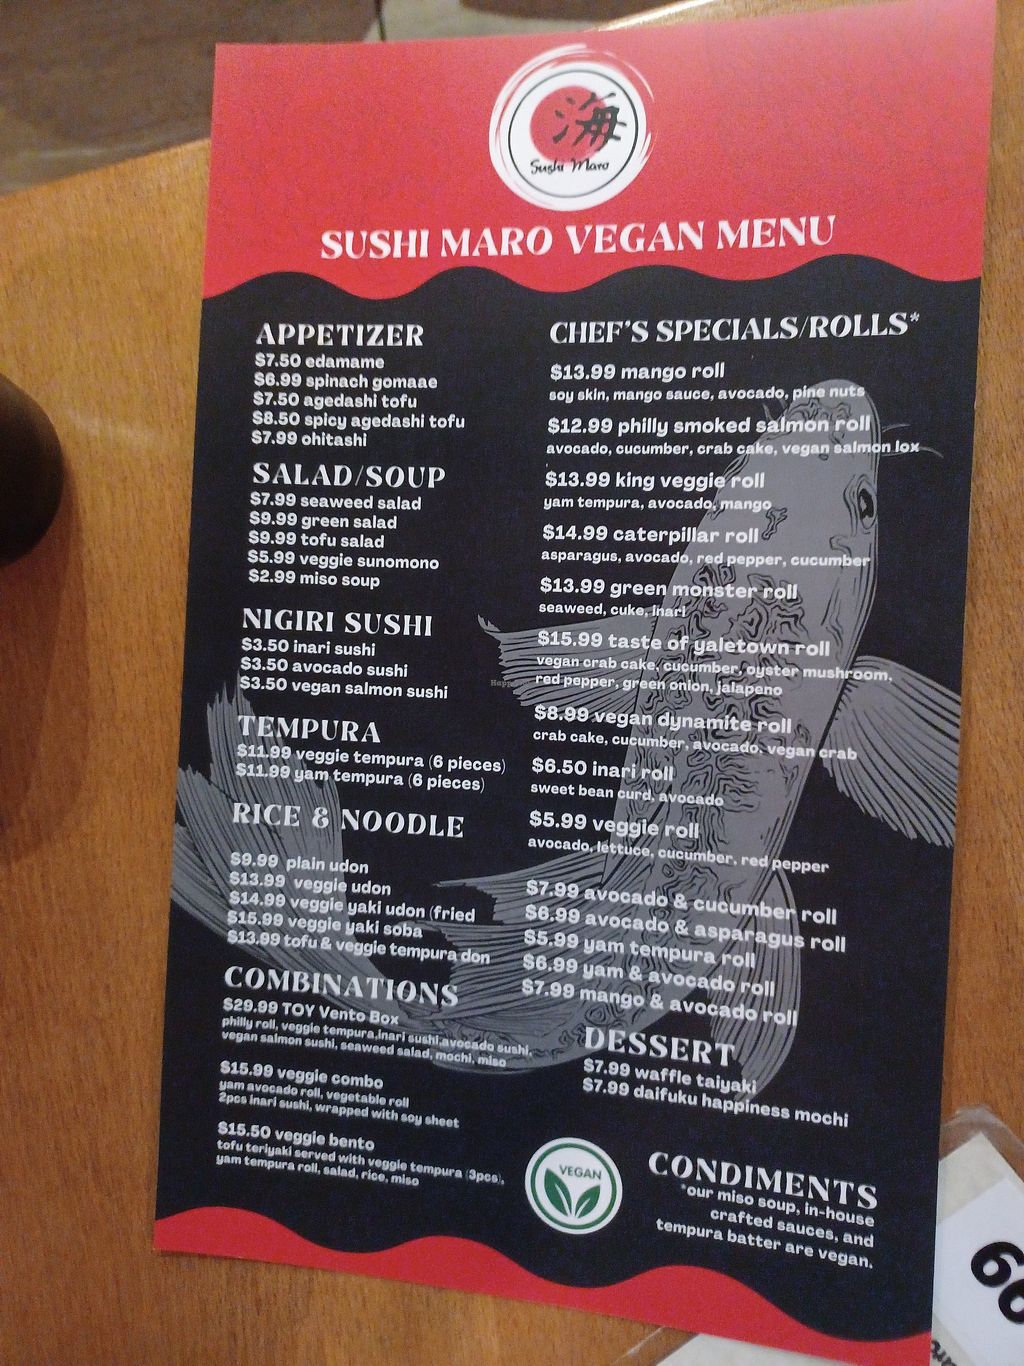 海
Sushi Maro
SUSHI MARO VEGAN MENU
APPETIZER
$7.50 edamame
$6.99 spinach gomaae
$7.50 agedashi tofu
$8.50 spicy agedashi tofu
$7.99 ohitashi
SALAD/SOUP
$7.99 seaweed salad
$9.99 green salad
$9.99 tofu salad
$5.99 veggie sunomono
$2.99 miso soup
NIGIRI SUSHI
$3.50 inari sushi
$3.50 avocado sushi
$3.50 vegan salmon sushi
TEMPURA
$11.99 veggie tempura (6 pieces)
$11.99 yam tempura (6 pieces)
RICE & NOODLE
$9.99 plain udon
$13.99 veggie udon
$14.99 veggie yaki udon (fried
$15.99 veggie yaki soba
$13.99 tofu & veggie tempura don
COMBINATIONS
$29.99 TOY Vento Box
philly roll, veggie tempura,inari sushi,avocado sushi,
vegan salmon sushi, seaweed salad, mochi, miso
$15.99 veggie combo
yam avocado roll, vegetable roll
2pcs inari sushi, wrapped with soy sheet
$15.50 veggie bento
tofu teriyaki served with veggie tempura (3pcs),
yam tempura roll, salad, rice, miso
CHEF'S SPECIALS/ROLLS*
$13.99 mango roll
soy skin, mango sauce, avocado, pine nuts
$12.99 philly smoked salmon roll
avocado, cucumber, crab cake, vegan salmon lox
$13.99 king veggie roll
yam tempura, avocado, mango
$14.99 caterpillar roll
asparagus, avocado, red pepper, cucumber
$13.99 green monster roll
seaweed, cuke, inari
$15.99 taste of yaletown roll
vegan crab cake, cucumber, oyster mushroom,
red pepper, green onion, jalapeno
$8.99 vegan dynamite roll
crab cake, cucumber, avocado, vegan crab
$6.50 inari roll
sweet bean curd, avocado
$5.99 veggie roll
avocado, lettuce, cucumber, red pepper
$7.99 avocado & cucumber roll
$6.99 avocado & asparagus roll
$5.99 yam tempura roll
$6.99 yam & avocado roll
$7.99 mango & avocado roll
DESSERT
$7.99 waffle taiyaki
$7.99 daifuku happiness mochi
VEGAN
CONDIMENTS
*our miso soup, in-house
crafted sauces, and
tempura batter are vegan.